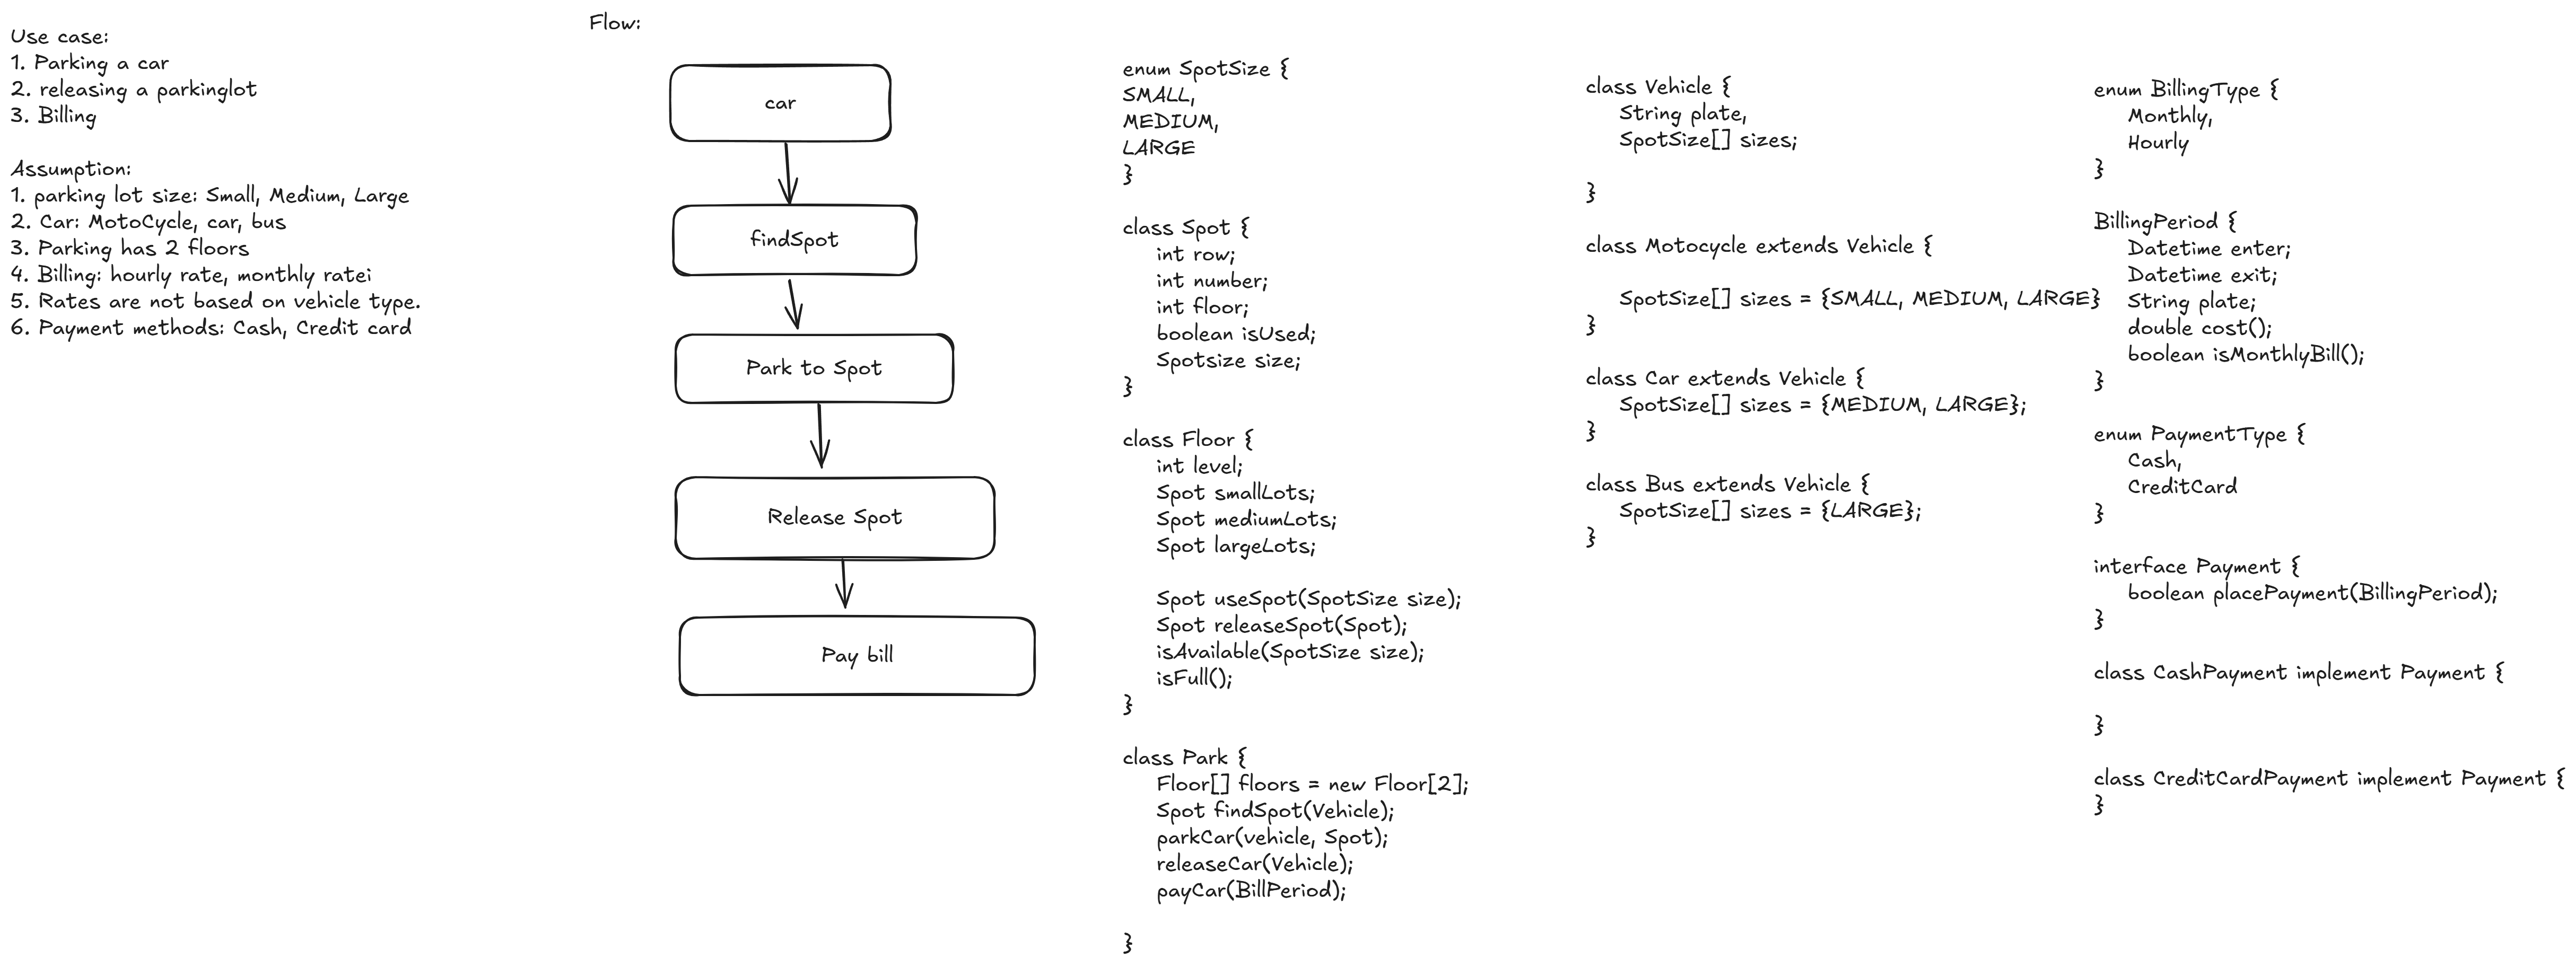 Use case:
1. Parking a car
2. releasing a parkinglot
3. Billing
Assumption:
1. parking lot size: Small, Medium, Large
2. Car: MotoCycle, car, bus
3. Parking has 2 floors
4. Billing: hourly rate, monthly ratei
5. Rates are not based on vehicle type.
6. Payment methods: Cash, Credit card
Flow:
car
findSpot
Park to Spot
Release Spot
Pay bill
enum SpotSize {
SMALL,
MEDIUM,
LARGE
}
class Spot {
int row;
int number;
int floor;
boolean isUsed;
Spotsize size;
}
class Floor {
int level;
Spot smallLots;
Spot mediumLots;
Spot largeLots;
Spot useSpot(SpotSize size);
Spot releaseSpot(Spot);
isAvailable(SpotSize size);
isFull();
}
class Park {
Floor[] floors = new Floor[2];
Spot findSpot(Vehicle);
parkCar(vehicle, Spot);
releaseCar(Vehicle);
payCar(BillPeriod);
}
class Vehicle {
String plate,
SpotSize[] sizes;
}
class Motocycle extends Vehicle {
SpotSize[] sizes = {SMALL, MEDIUM, LARGE}
}
class Car extends Vehicle {
SpotSize[] sizes = {MEDIUM, LARGE};
}
class Bus extends Vehicle {
SpotSize[] sizes = {LARGE};
}
enum BillingType {
Monthly,
Hourly
}
BillingPeriod {
Datetime enter;
Datetime exit;
String plate;
double cost();
boolean isMonthlyBill();
}
enum PaymentType {
Cash,
CreditCard
}
interface Payment {
boolean placePayment(BillingPeriod);
}
class CashPayment implement Payment {
}
class CreditCardPayment implement Payment {
}